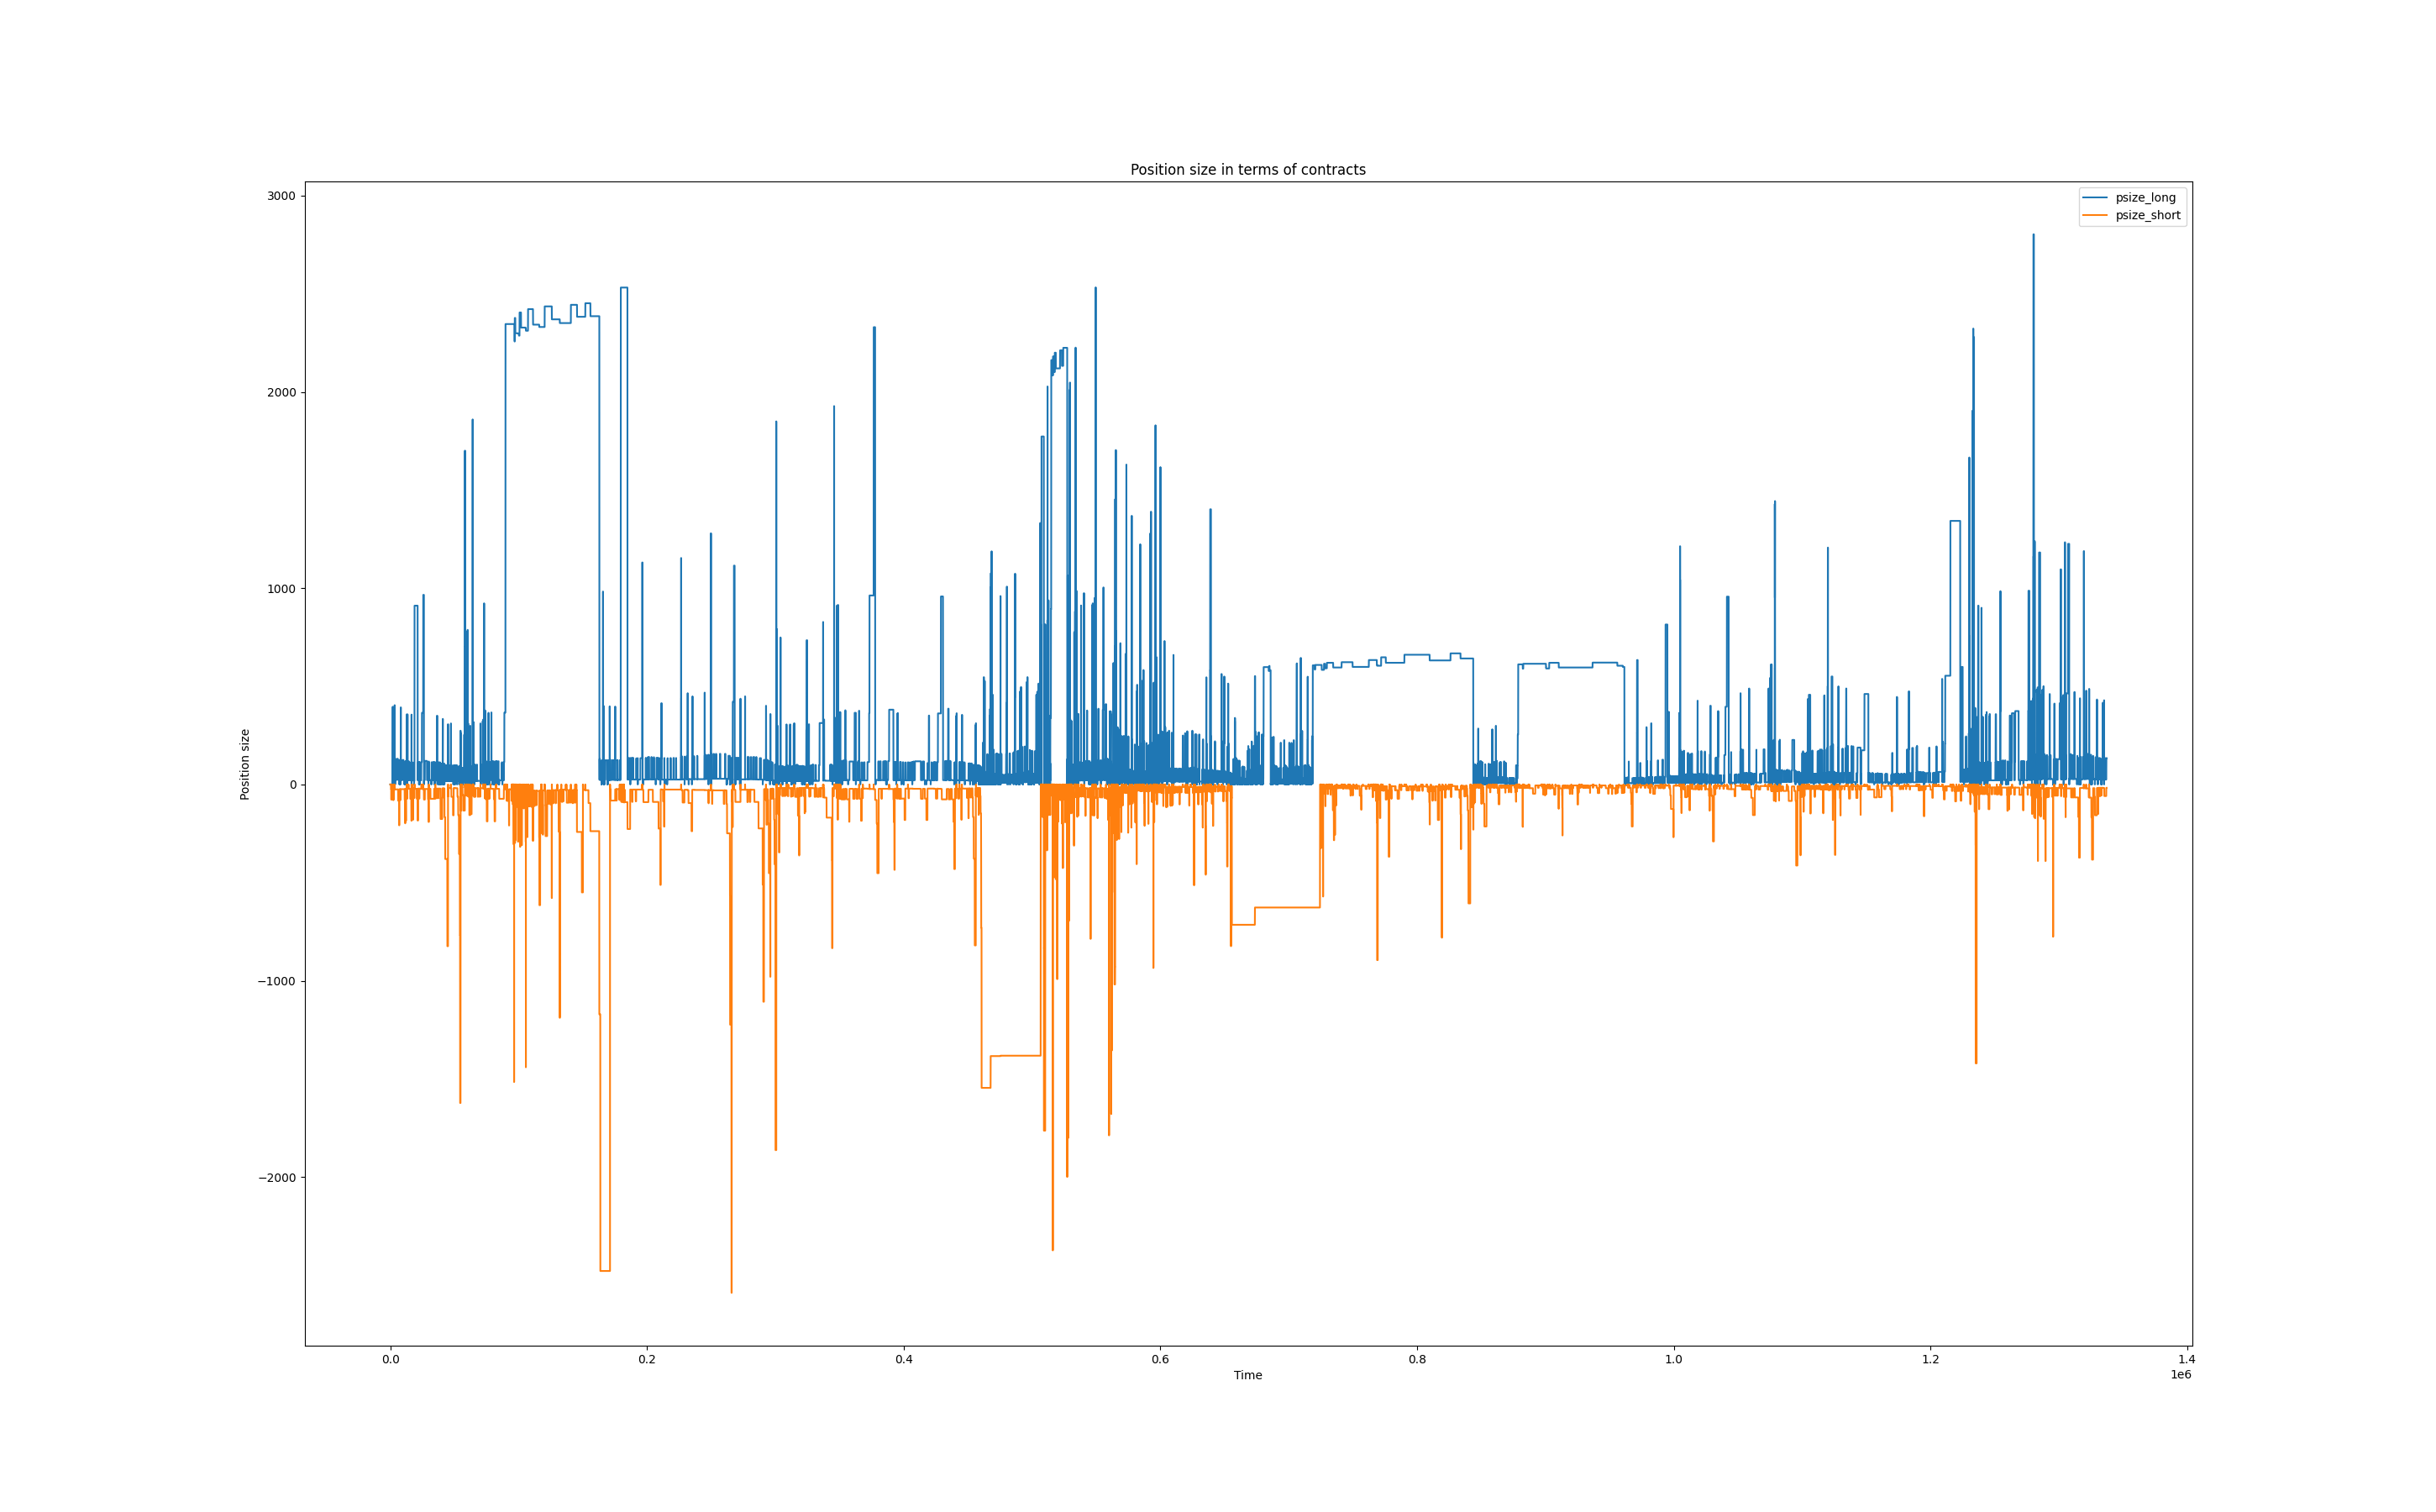 Position size in terms of contracts
psize_long
psize_short
Position size
3000
2000
1000
0
−1000
−2000
0.0
0.2
0.4
0.6
0.8
1.0
1.2
1.4
1e6
Time